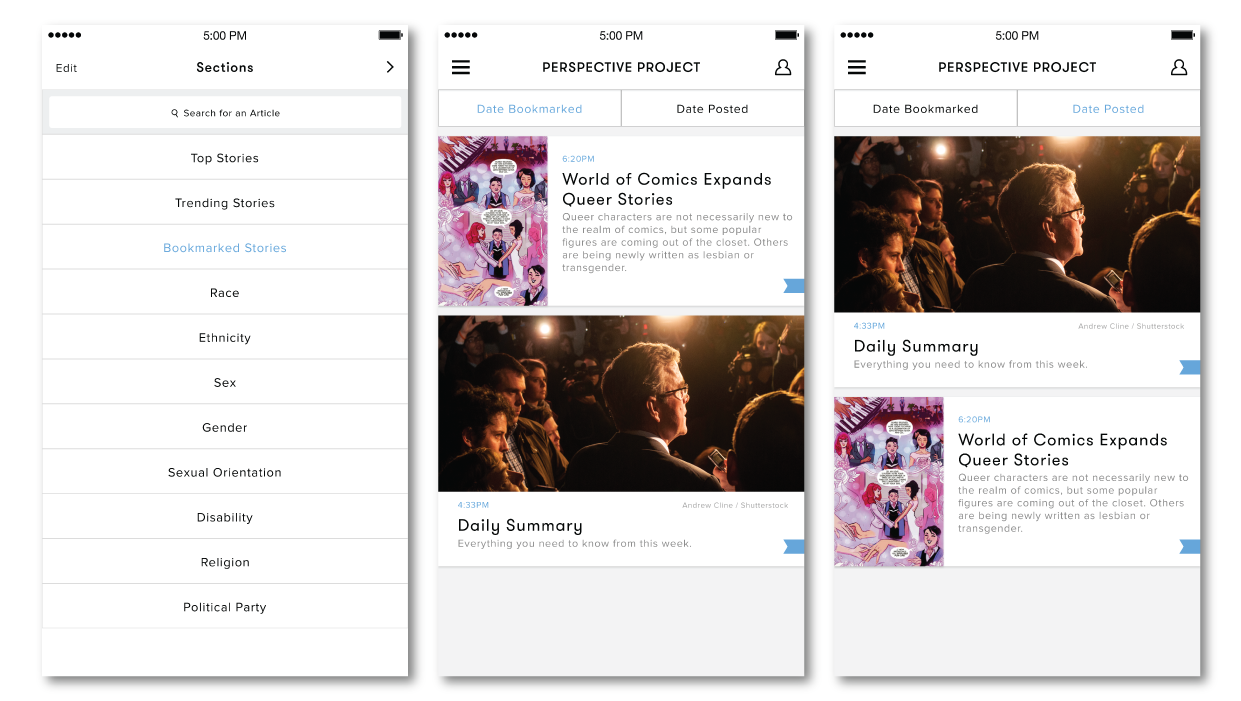 5:00 PM
Edit
Sections
Search for an Article
Top Stories
Trending Stories
Bookmarked Stories
Race
Ethnicity
Sex
Gender
Sexual Orientation
Disability
Religion
Political Party
5:00 PM
PERSPECTIVE PROJECT
Date Bookmarked
Date Posted
6:20PM
World of Comics Expands
Queer Stories
Queer characters are not necessarily new to
the realm of comics, but some popular
figures are coming out of the closet. Others
are being newly written as lesbian or
transgender.
4:33PM
Andrew Cline / Shutterstock
Daily Summary
Everything you need to know from this week.
5:00 PM
PERSPECTIVE PROJECT
Date Bookmarked
Date Posted
4:33PM
Andrew Cline / Shutterstock
Daily Summary
Everything you need to know from this week.
6:20PM
World of Comics Expands
Queer Stories
Queer characters are not necessarily new to
the realm of comics, but some popular
figures are coming out of the closet. Others
are being newly written as lesbian or
transgender.